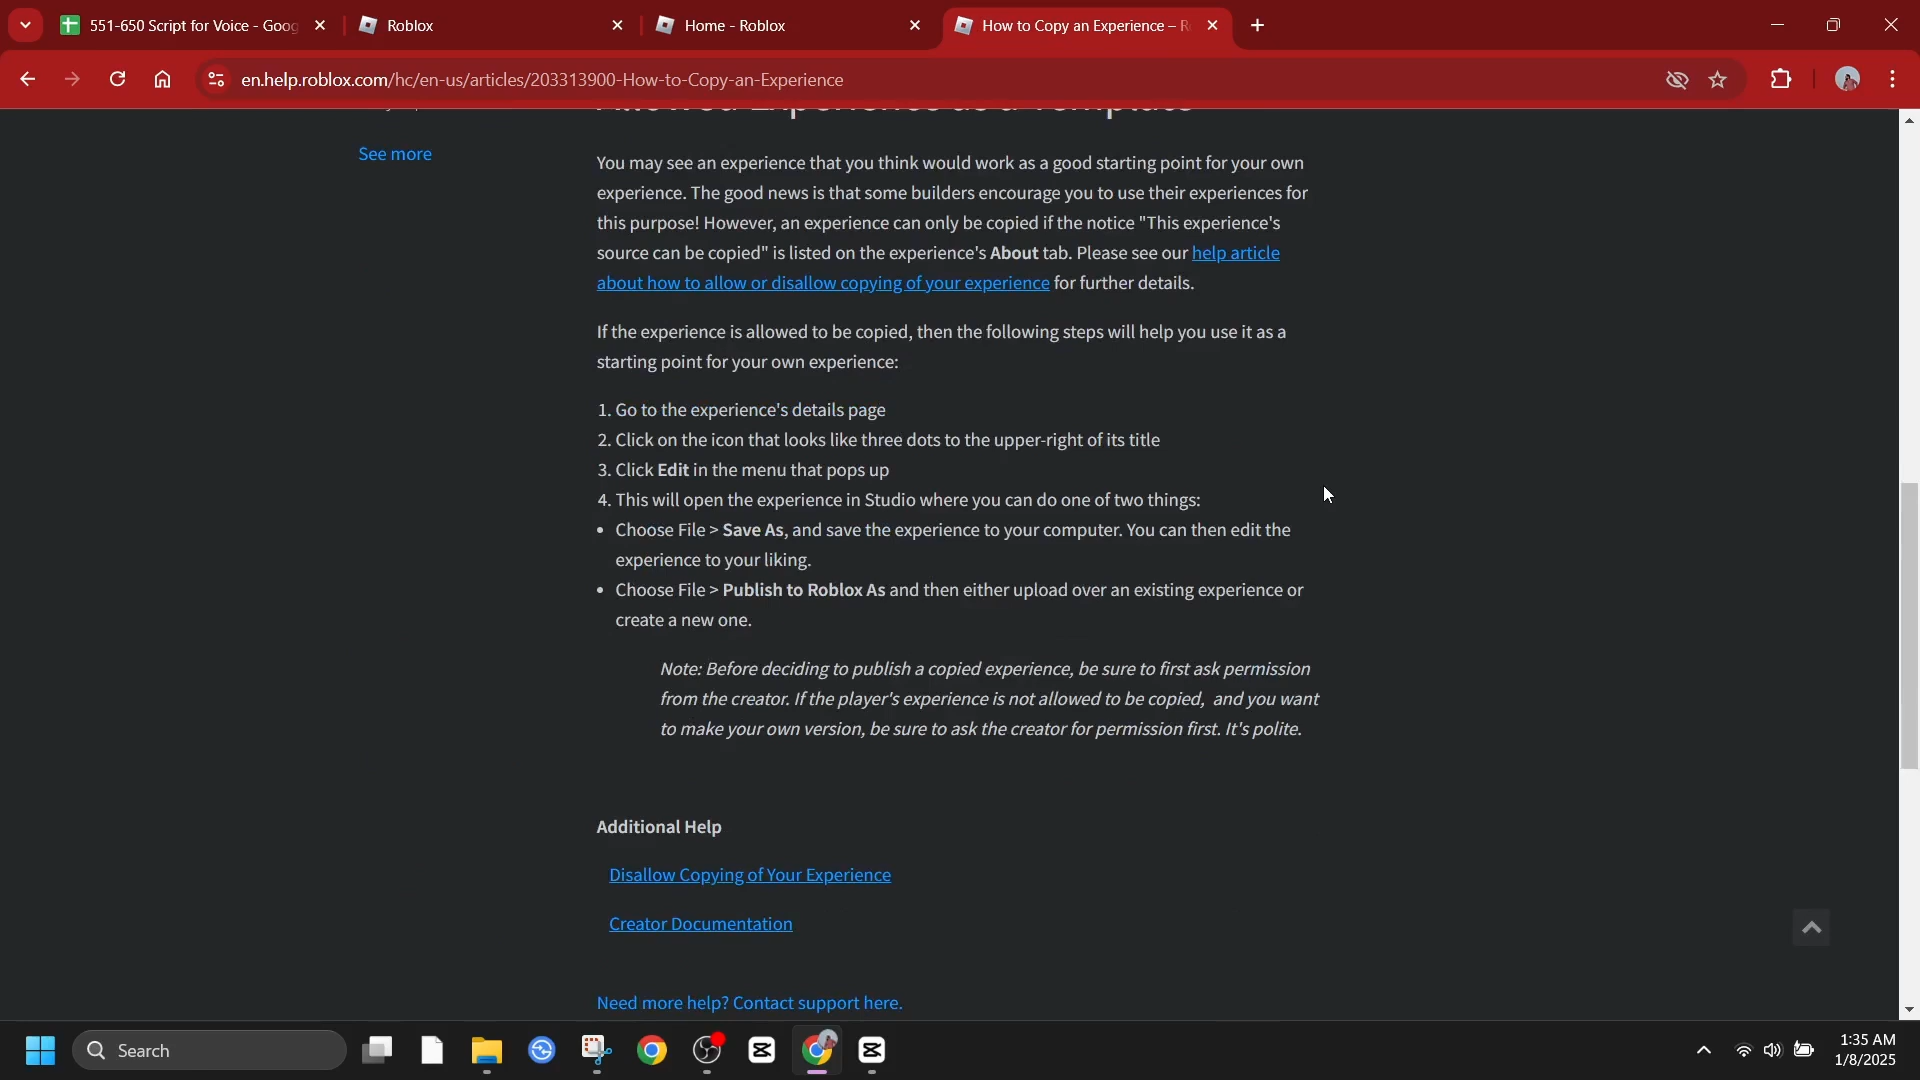 551-650 Script for Voice - Goog
Roblox
Home - Roblox
How to Copy an Experience – R
en.help.roblox.com/hc/en-us/articles/203313900-How-to-Copy-an-Experience
See more
You may see an experience that you think would work as a good starting point for your own
experience. The good news is that some builders encourage you to use their experiences for
this purpose! However, an experience can only be copied if the notice "This experience's
source can be copied" is listed on the experience's About tab. Please see our help article
about how to allow or disallow copying of your experience for further details.
If the experience is allowed to be copied, then the following steps will help you use it as a
starting point for your own experience:
1. Go to the experience's details page
2. Click on the icon that looks like three dots to the upper-right of its title
3. Click Edit in the menu that pops up
4. This will open the experience in Studio where you can do one of two things:
• Choose File > Save As, and save the experience to your computer. You can then edit the
experience to your liking.
• Choose File > Publish to Roblox As and then either upload over an existing experience or
create a new one.
Note: Before deciding to publish a copied experience, be sure to first ask permission
from the creator. If the player's experience is not allowed to be copied, and you want
to make your own version, be sure to ask the creator for permission first. It's polite.
Additional Help
Disallow Copying of Your Experience
Creator Documentation
Need more help? Contact support here.
Search
1:35 AM
1/8/2025